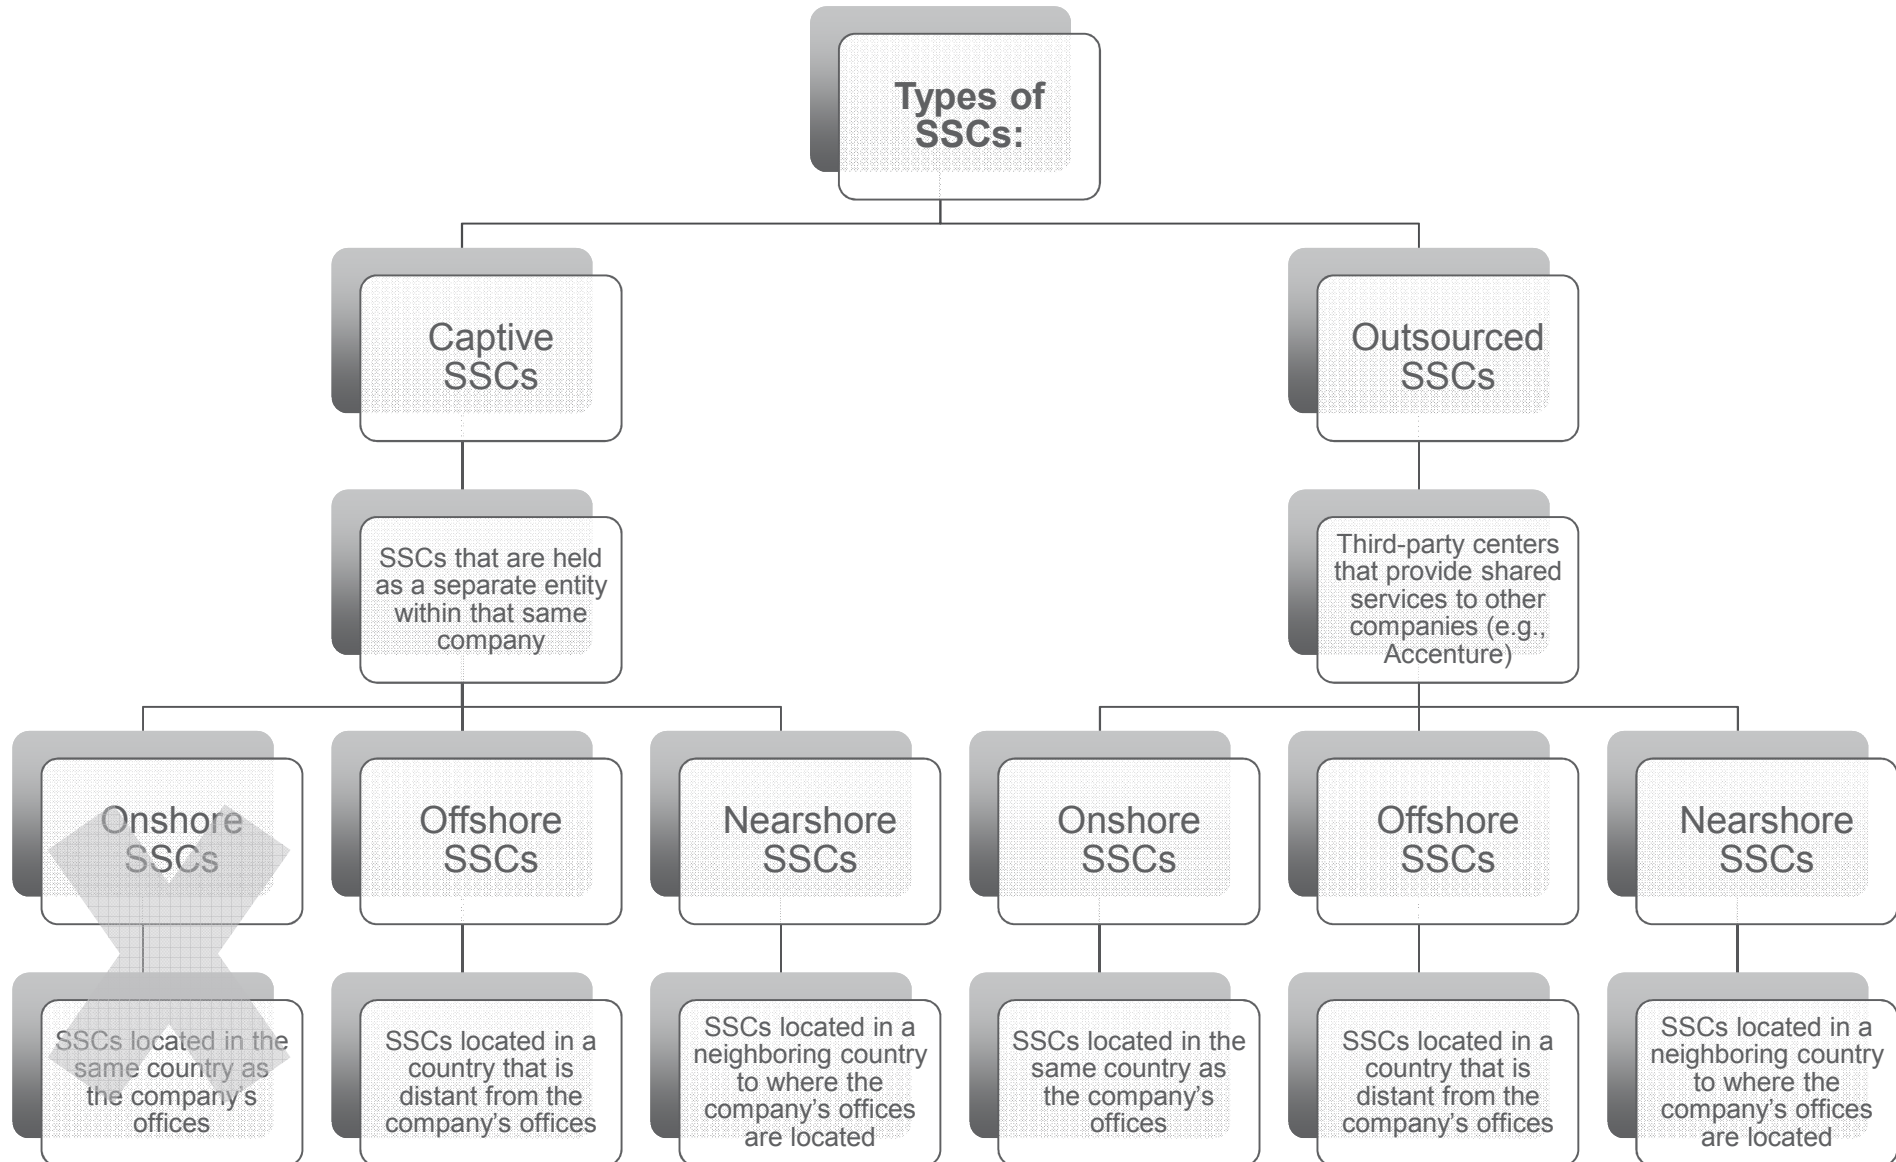 Types of
SSCs:
Captive
SSCs
Outsourced
SSCs
SSCs that are held
as a separate entity
within that same
company
Third-party centers
that provide shared
services to other
companies (e.g.,
Accenture)
Onshore
SSCs
Offshore
SSCs
Nearshore
SSCs
Onshore
SSCs
Offshore
SSCs
Nearshore
SSCs
SSCs located in the
same country as
the company's
offices
SSCs located in a
country that is
distant from the
company's offices
SSCs located in a
neighboring country
to where the
company's offices
are located
SSCs located in the
same country as
the company's
offices
SSCs located in a
country that is
distant from the
company's offices
SSCs located in a
neighboring country
to where the
company's offices
are located